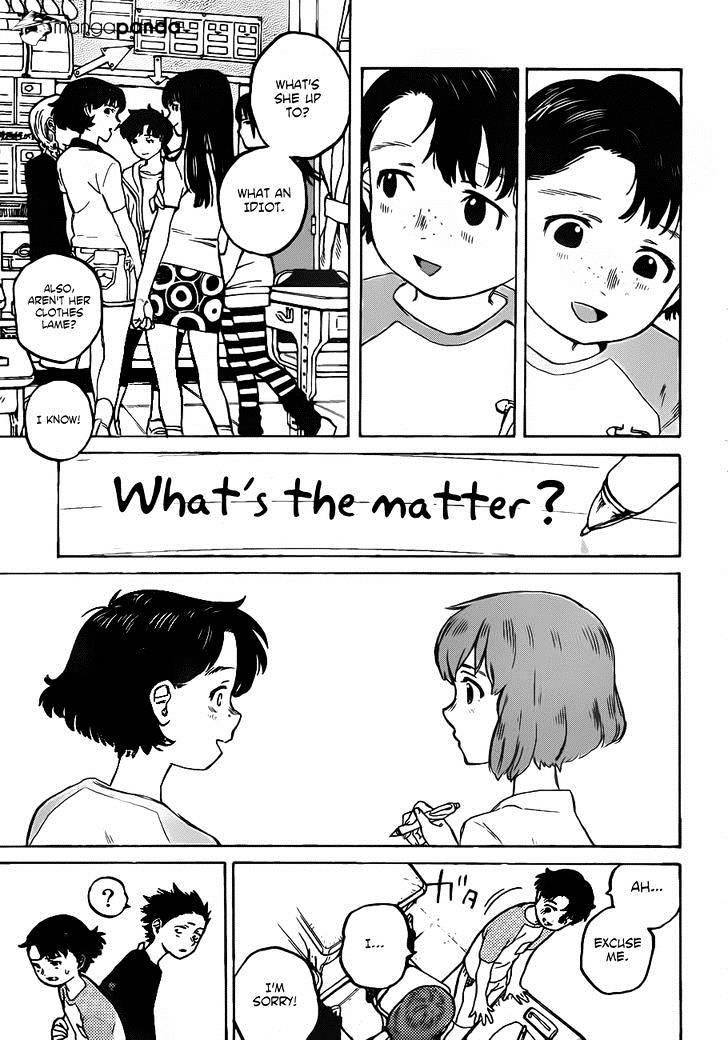 mangapanda
WHAT'S
SHE UP
TO?
WHAT AN
IDIOT.
ALSO,
AREN'T HER
CLOTHES
LAME?
I KNOW!
What's the matter?
AH...
EXCUSE
ME.
ガタ
I...
I'M
SORRY!
?